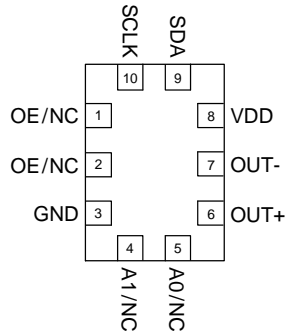 SCLK
SDA
10
9
OE/NC 1
8 VDD
OE/NC 2
7 OUT-
GND 3
6 OUT+
4
5
A1/NC
A0/NC